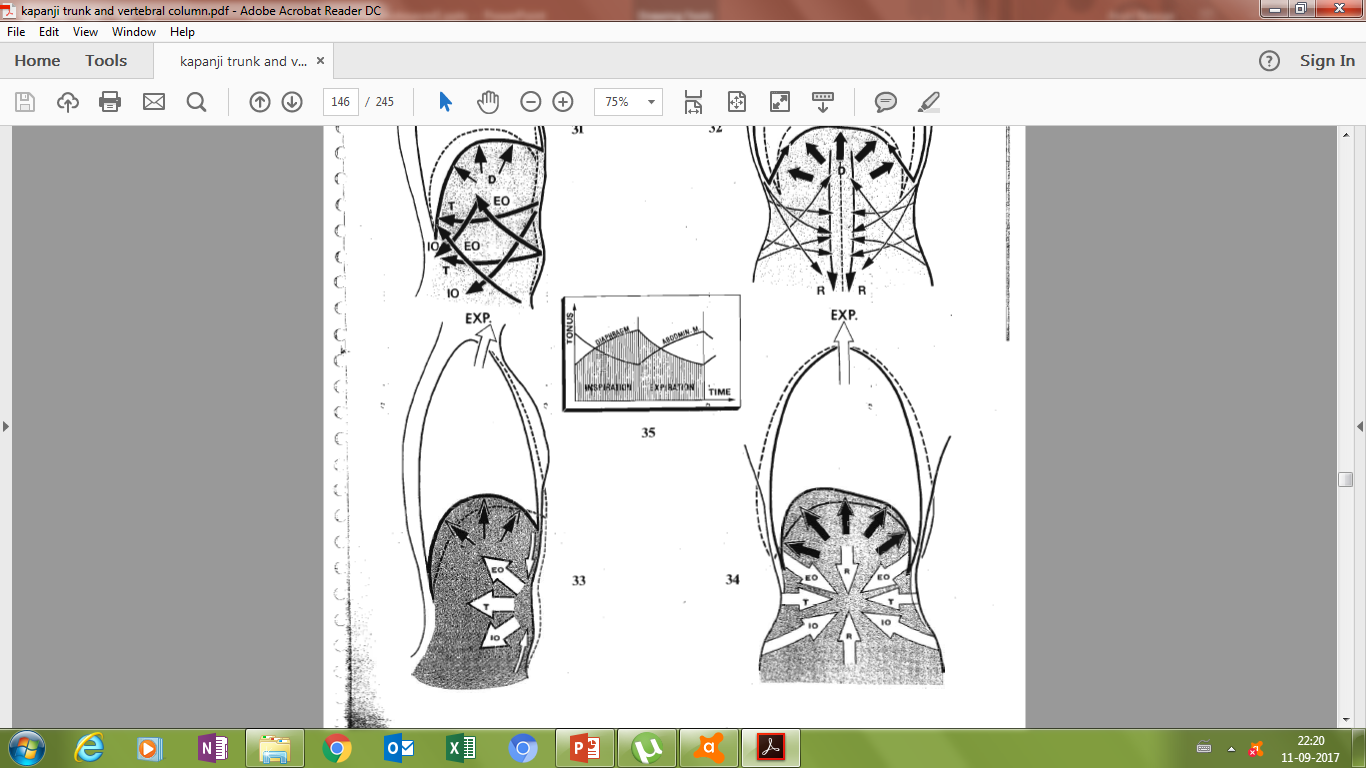 kapanji trunk and vertebral column.pdf - Adobe Acrobat Reader DC
File Edit View Window Help
Home Tools kapanji trunk and v... × ? Sign In
146 / 245 75%
31 32
D D
T EO
IO EO
T
IO
R R
EXP. EXP.
TONUS
DIAPHRAGM ABDOMIN. M
INSPIRATION EXPIRATION TIME
35
EO
T
IO
33 34
EO R EO
T T
IO R IO
22:20
11-09-2017